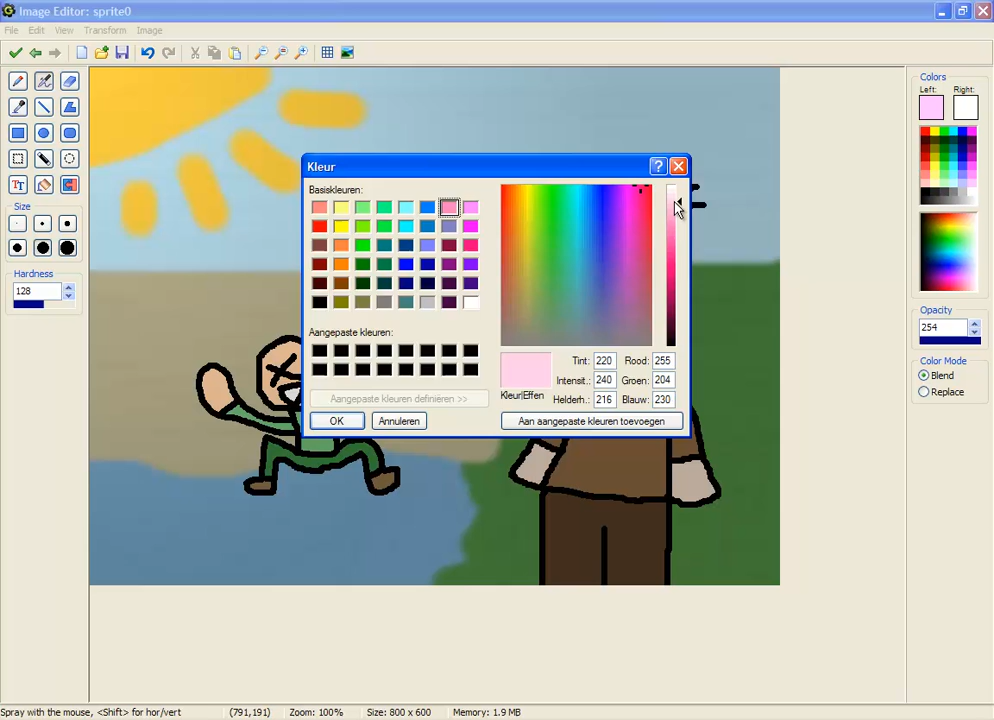 Image Editor: sprite0
File Edit View Transform Image
Colors
Left: Right:
Kleur
Basiskleuren:
Size
Hardness
128
Opacity
254
Aangepaste kleuren:
Color Mode
Blend
Replace
Tint: 220 Rood: 255
Intensit.: 240 Groen: 204
Kleur|Effen Helderh.: 216 Blauw: 230
Aangepaste kleuren definiëren >>
OK Annuleren Aan aangepaste kleuren toevoegen
Spray with the mouse, <Shift> for hor/vert (791,191) Zoom: 100% Size: 800 x 600 Memory: 1.9 MB